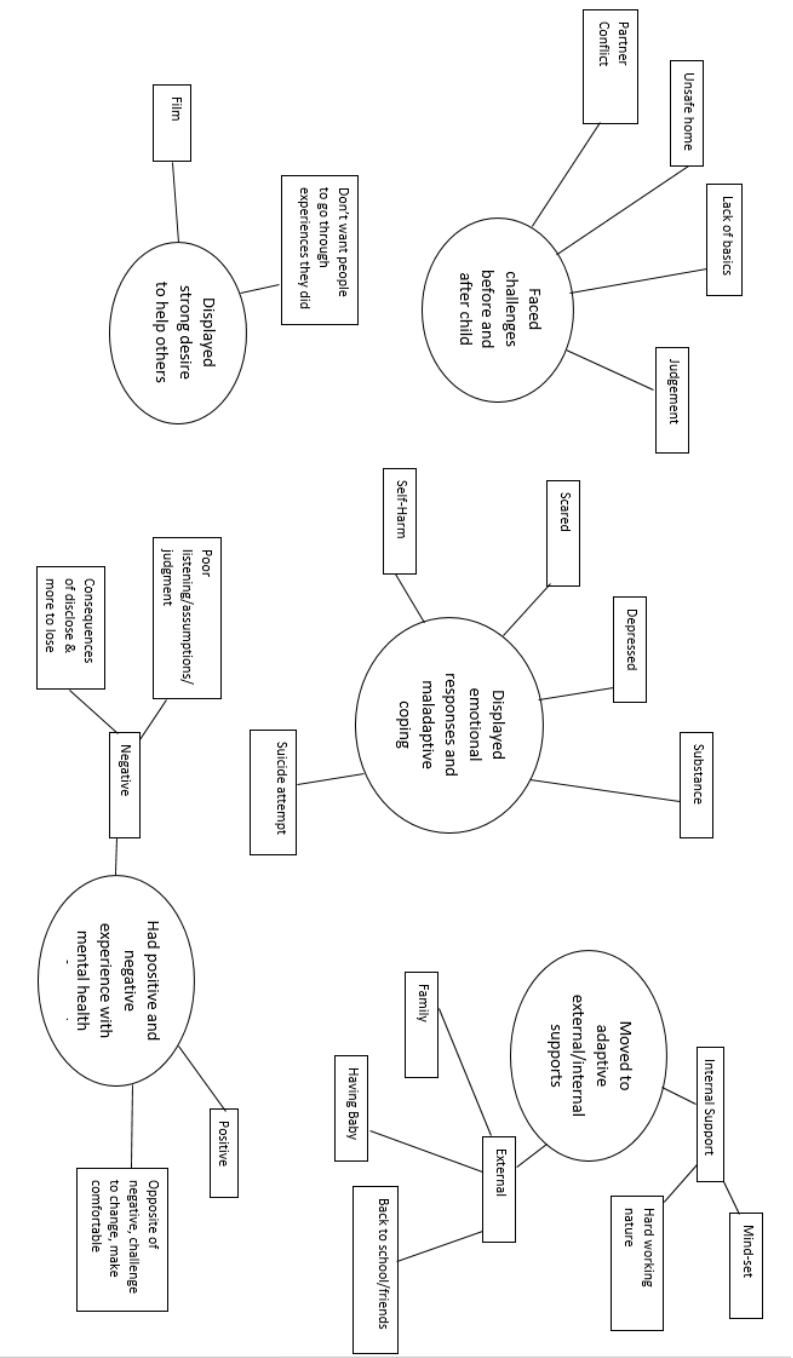 Partner
Conflict
Unsafe home
Lack of basics
Judgement
Faced
challenges
before and
after child
Scared
Depressed
Substance
Self-Harm
Suicide attempt
Displayed
emotional
responses and
maladaptive
coping
Moved to
adaptive
external/internal
supports
Internal Support
Mind-set
Hard working
nature
External
Family
Having Baby
Back to school/friends
Film
Don't want people
to go through
experiences they did
Displayed
strong desire
to help others
Poor
listening/assumptions/
judgment
Consequences
of disclose &
more to lose
Negative
Had positive and
negative
experience with
mental health
Positive
Opposite of
negative, challenge
to change, make
comfortable